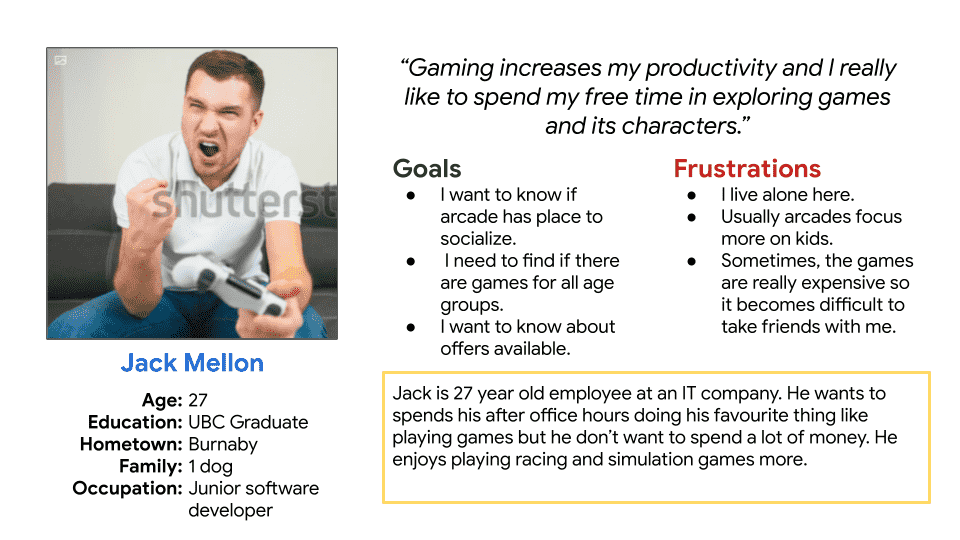 shutterst
“Gaming increases my productivity and I really
like to spend my free time in exploring games
and its characters.”
Goals
● I want to know if
arcade has place to
socialize.
● I need to find if there
are games for all age
groups.
● I want to know about
offers available.
Frustrations
● I live alone here.
● Usually arcades focus
more on kids.
● Sometimes, the games
are really expensive so
it becomes difficult to
take friends with me.
Jack Mellon
Age: 27
Education: UBC Graduate
Hometown: Burnaby
Family: 1 dog
Occupation: Junior software
developer
Jack is 27 year old employee at an IT company. He wants to
spends his after office hours doing his favourite thing like
playing games but he don’t want to spend a lot of money. He
enjoys playing racing and simulation games more.